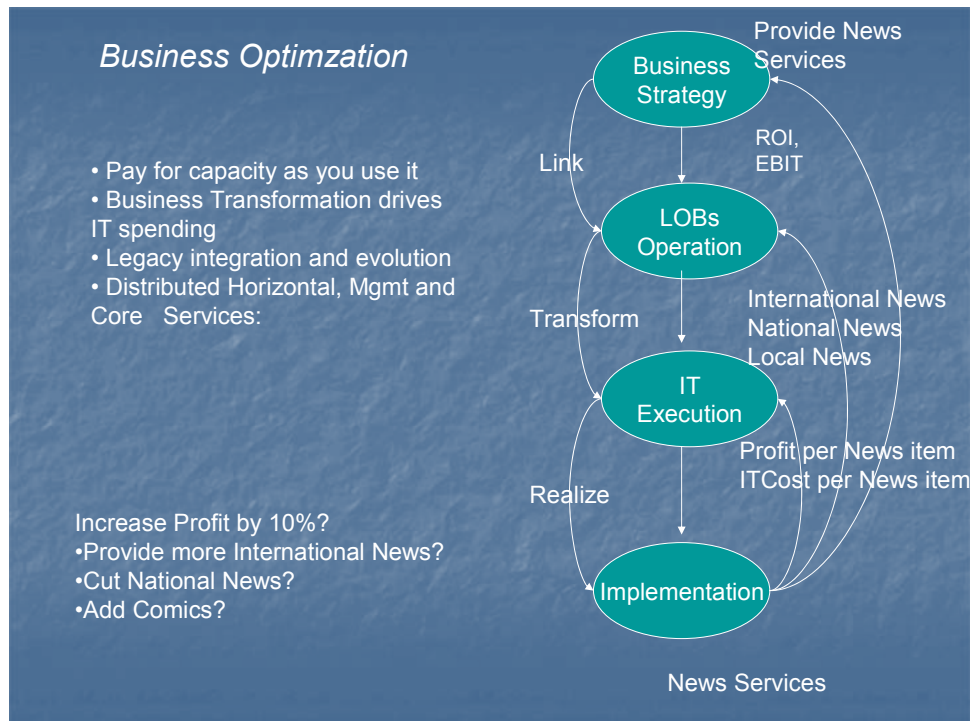 Business Optimzation
• Pay for capacity as you use it
• Business Transformation drives
IT spending
• Legacy integration and evolution
• Distributed Horizontal, Mgmt and
Core Services:
Increase Profit by 10%?
•Provide more International News?
•Cut National News?
•Add Comics?
Provide News
Services
Business
Strategy
Link
ROI,
EBIT
LOBs
Operation
Transform
International News
National News
Local News
IT
Execution
Profit per News item
ITCost per News item
Realize
Implementation
News Services